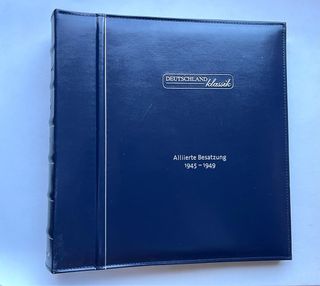 DEUTSCHLAND
klassik
Alliierte Besatzung
1945 – 1949